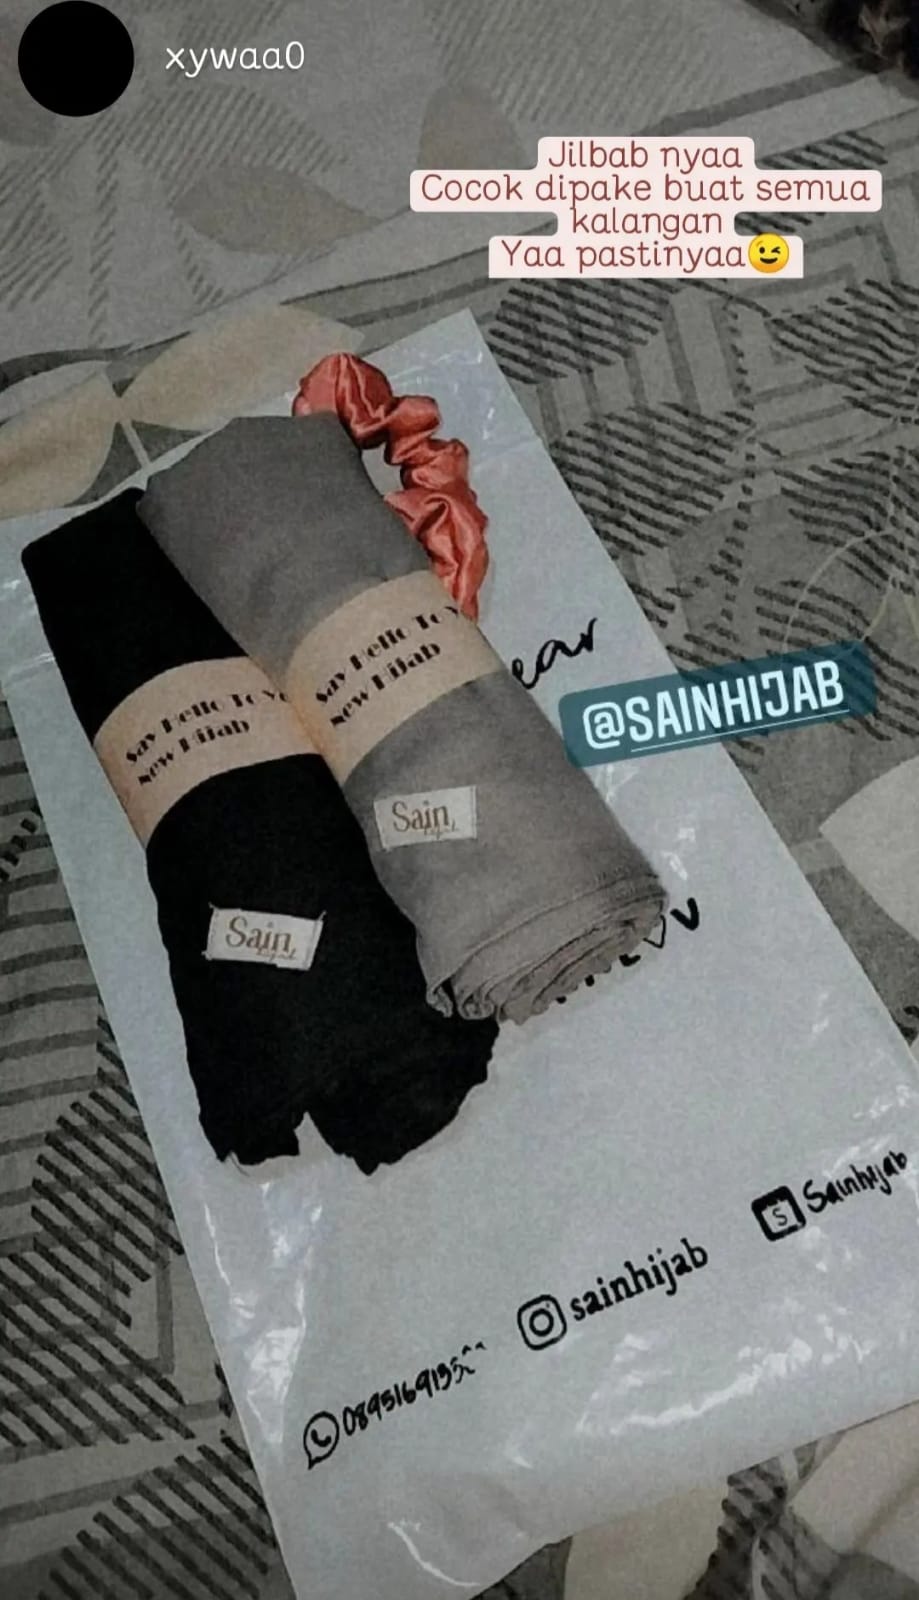 xywaa0
Jilbab nyaa
Cocok dipake buat semua
kalangan
Yaa pastinyaa😉
Say Hello To
New Hijab
Say Hello To
New Hijab
@SAINHIJAB
Sain
Sain
sainhijab
Sainhijab